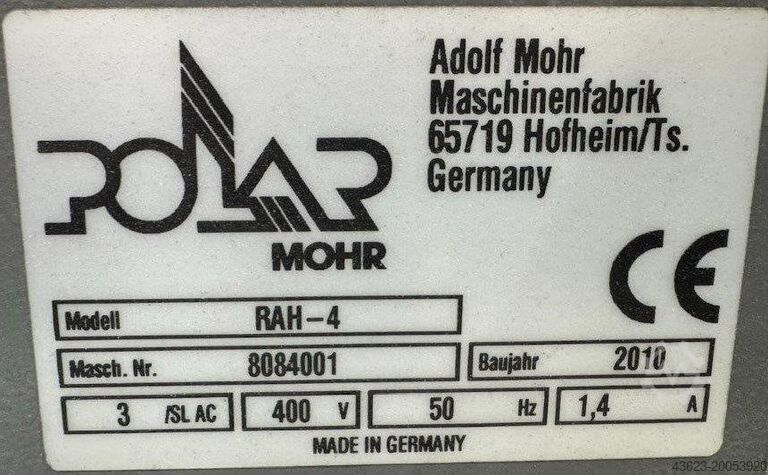 POLAR
MOHR
Adolf Mohr
Maschinenfabrik
65719 Hofheim/Ts.
Germany
CE
Modell RAH-4
Masch. Nr. 8084001 Baujahr 2010
3 /SL AC 400 V 50 Hz 1,4 A
MADE IN GERMANY
43623-20053920